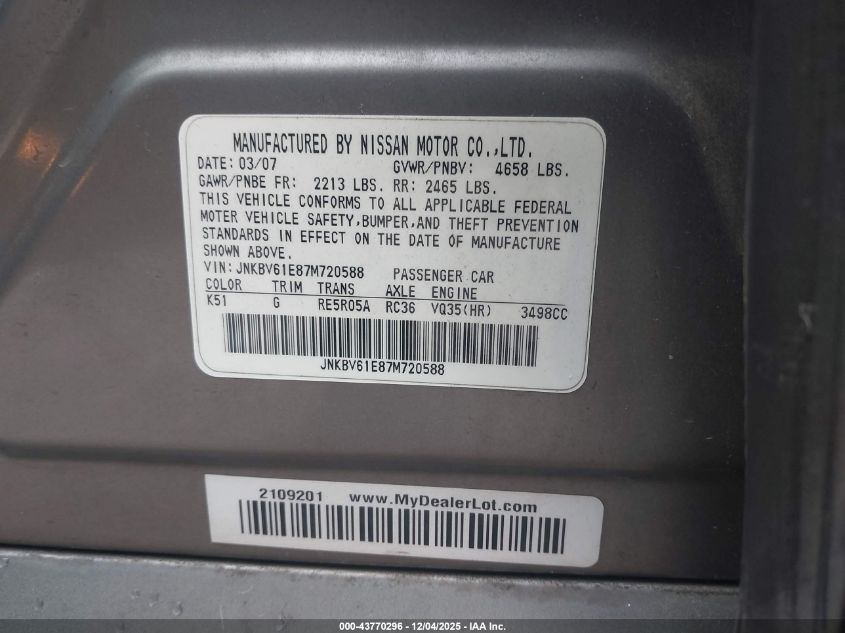 MANUFACTURED BY NISSAN MOTOR CO.,LTD.
DATE: 03/07 GVWR/PNBV: 4658 LBS.
GAWR/PNBE FR: 2213 LBS. RR: 2465 LBS.
THIS VEHICLE CONFORMS TO ALL APPLICABLE FEDERAL
MOTER VEHICLE SAFETY,BUMPER,AND THEFT PREVENTION
STANDARDS IN EFFECT ON THE DATE OF MANUFACTURE
SHOWN ABOVE.
VIN:JNKBV61E87M720588 PASSENGER CAR
COLOR TRIM TRANS AXLE ENGINE
K51 G RE5R05A RC36 VQ35(HR) 3498CC
JNKBV61E87M720588
2109201 www.MyDealerLot.com
000-43770296 - 12/04/2025 - IAA Inc.